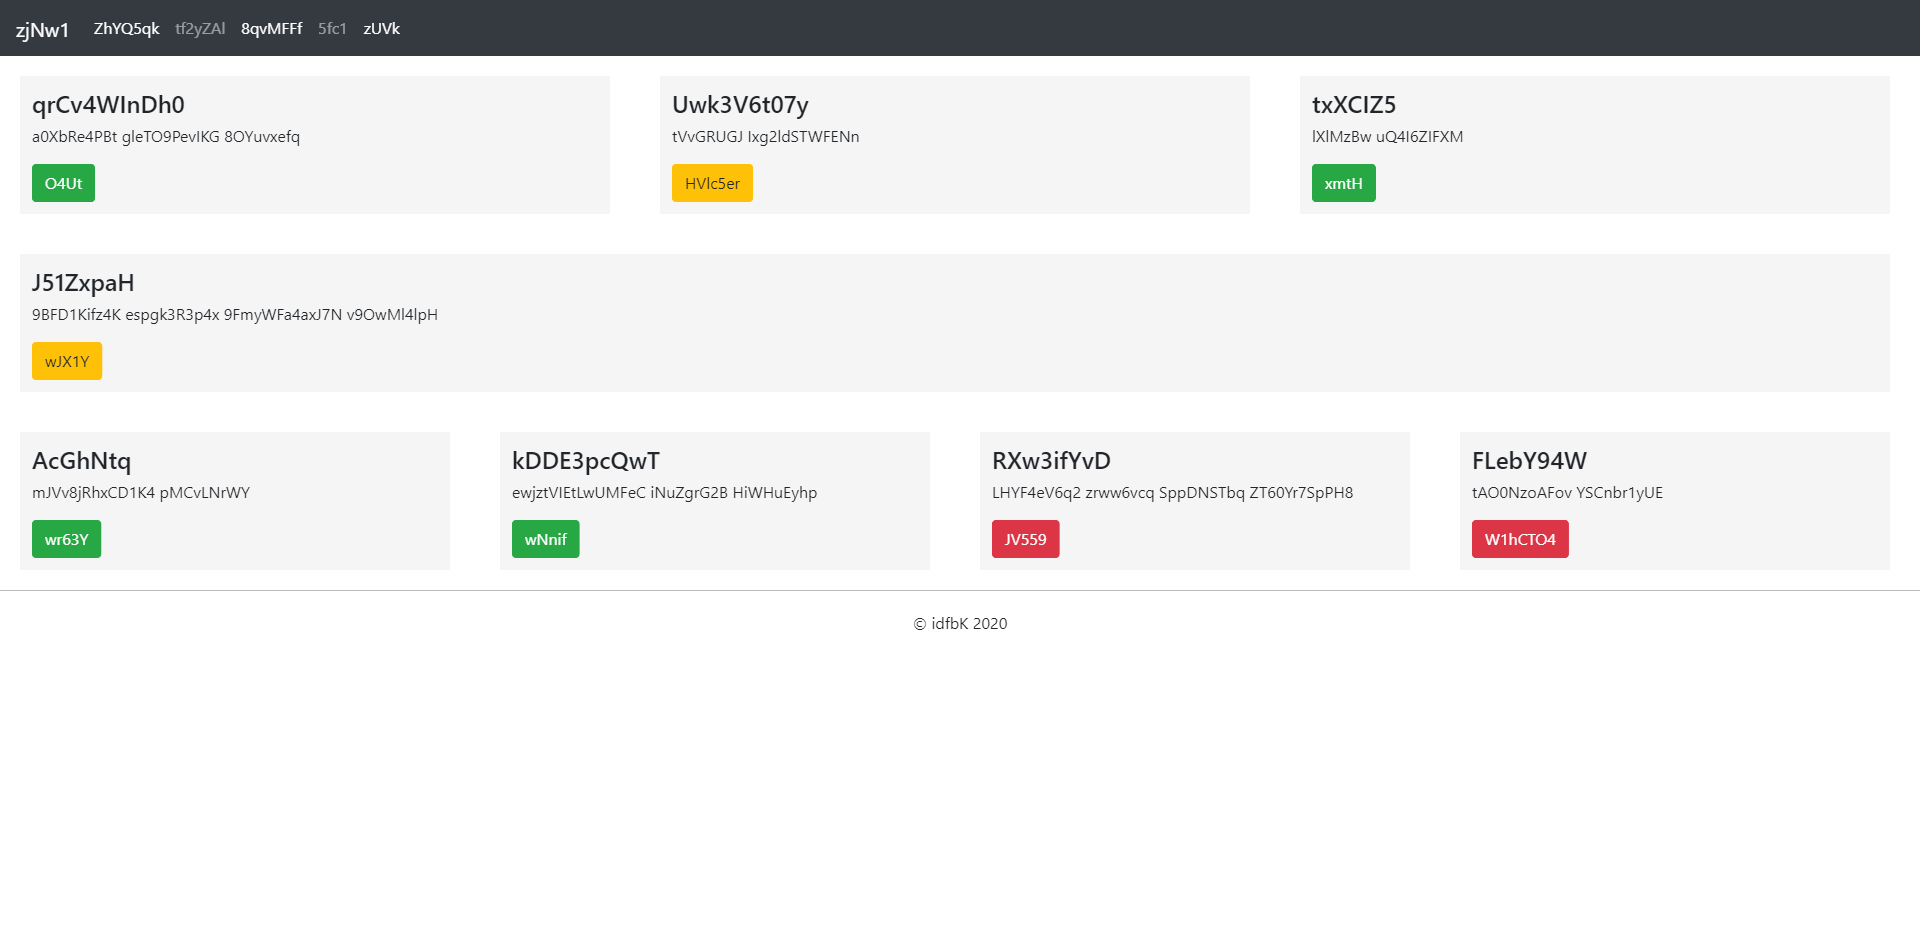 zjNw1 ZhYQ5qk tf2yZAl 8qvMFFf 5fc1 zUVk
qrCv4WInDh0
a0XbRe4PBt gleTO9PevIKG 8OYuvxefq
O4Ut
Uwk3V6t07y
tVvGRUGJ Ixg2ldSTWFENn
HVlc5er
txXCIZ5
lXlMzBw uQ4I6ZIFXM
xmtH
J51ZxpaH
9BFD1Kifz4K espgk3R3p4x 9FmyWFa4axJ7N v9OwMl4lpH
wJX1Y
AcGhNtq
mJVv8jRhxCD1K4 pMCvLNrWY
wr63Y
kDDE3pcQwT
ewjztVIEtLwUMFeC iNuZgrG2B HiWHuEyhp
wNnif
RXw3ifYvD
LHYF4eV6q2 zrww6vcq SppDNSTbq ZT60Yr7SpPH8
JV559
FLebY94W
tAO0NzoAFov YSCnbr1yUE
W1hCTO4
© idfbK 2020